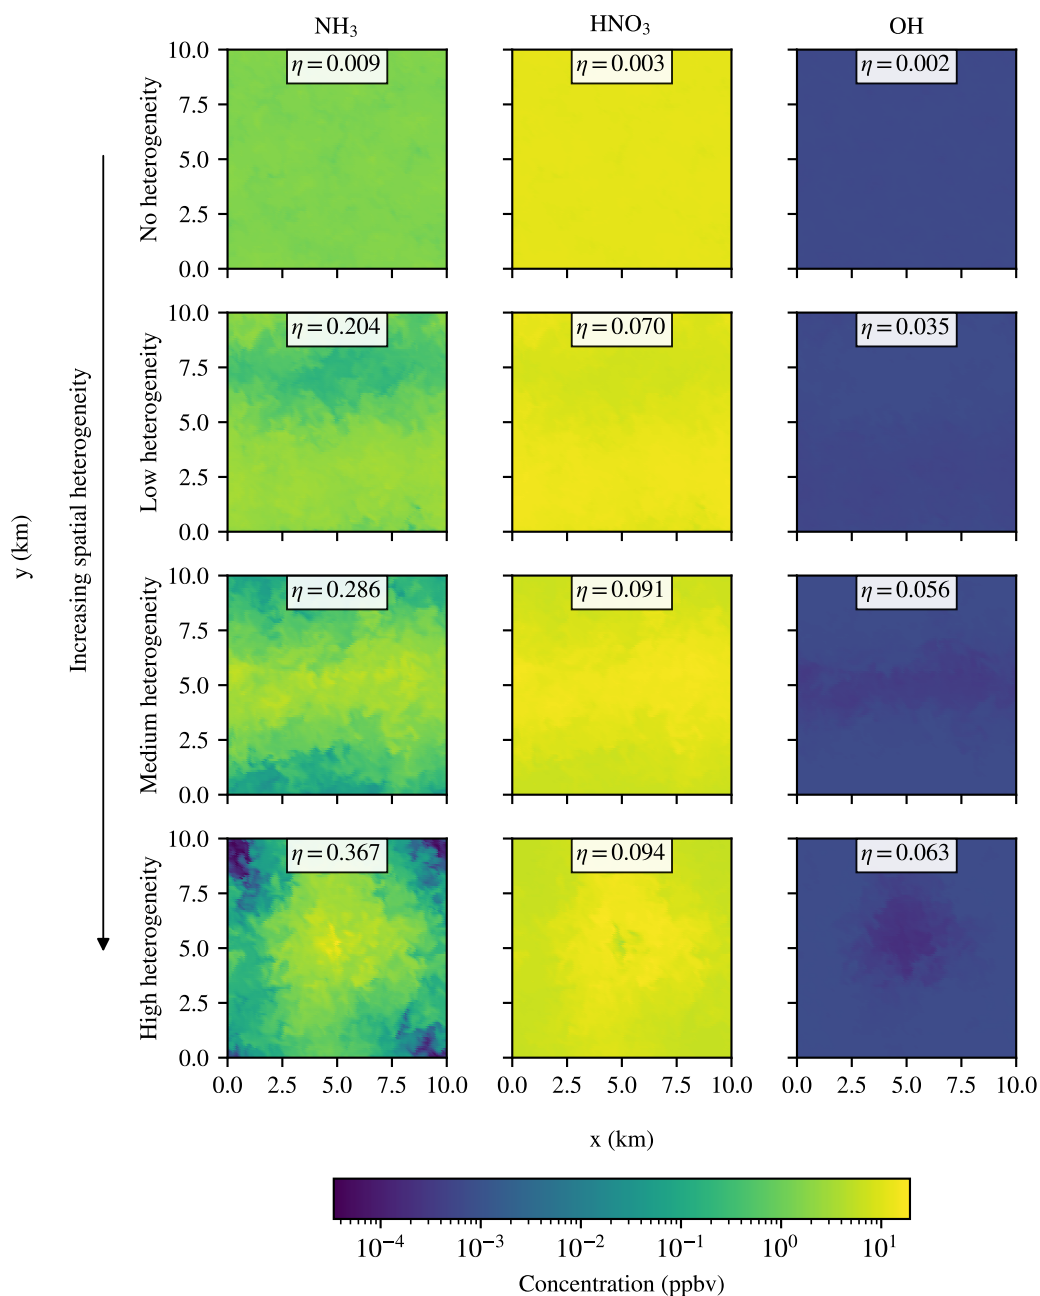 NH₃ HNO₃ OH
No heterogeneity
10.0
7.5
5.0
2.5
0.0
η = 0.009
η = 0.003
η = 0.002
Low heterogeneity
10.0
7.5
5.0
2.5
0.0
η = 0.204
η = 0.070
η = 0.035
Medium heterogeneity
10.0
7.5
5.0
2.5
0.0
η = 0.286
η = 0.091
η = 0.056
High heterogeneity
10.0
7.5
5.0
2.5
0.0
η = 0.367
η = 0.094
η = 0.063
y (km)
Increasing spatial heterogeneity
0.0 2.5 5.0 7.5 10.0
0.0 2.5 5.0 7.5 10.0
0.0 2.5 5.0 7.5 10.0
x (km)
10⁻⁴ 10⁻³ 10⁻² 10⁻¹ 10⁰ 10¹
Concentration (ppbv)